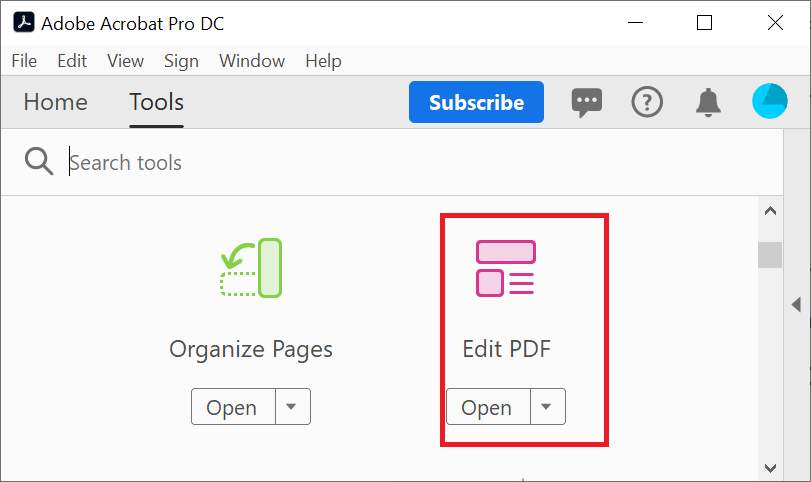 Adobe Acrobat Pro DC
File Edit View Sign Window Help
Home Tools Subscribe
Search tools
Organize Pages Edit PDF
Open Open